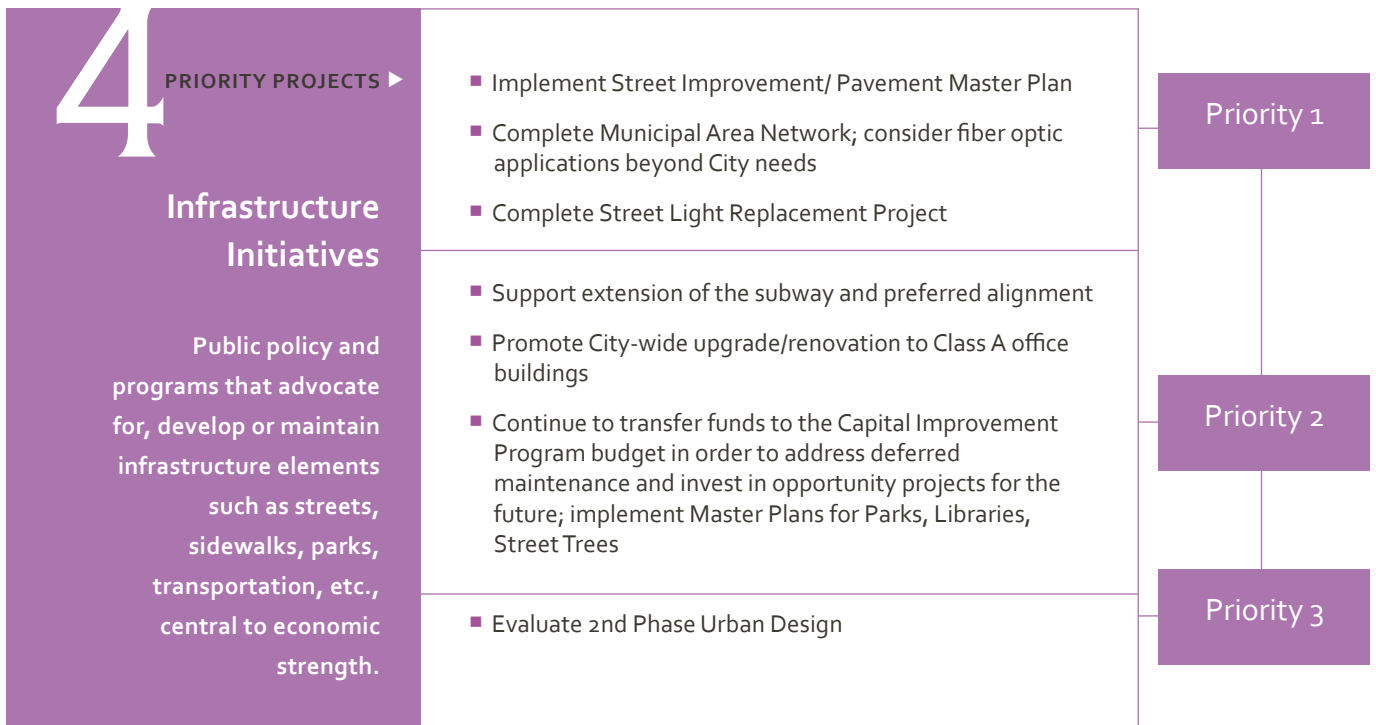 4
PRIORITY PROJECTS ▶
Infrastructure
Initiatives
Public policy and
programs that advocate
for, develop or maintain
infrastructure elements
such as streets,
sidewalks, parks,
transportation, etc.,
central to economic
strength.
■ Implement Street Improvement/ Pavement Master Plan
■ Complete Municipal Area Network; consider fiber optic
applications beyond City needs
■ Complete Street Light Replacement Project
Priority 1
■ Support extension of the subway and preferred alignment
■ Promote City-wide upgrade/renovation to Class A office
buildings
■ Continue to transfer funds to the Capital Improvement
Program budget in order to address deferred
maintenance and invest in opportunity projects for the
future; implement Master Plans for Parks, Libraries,
Street Trees
Priority 2
■ Evaluate 2nd Phase Urban Design
Priority 3